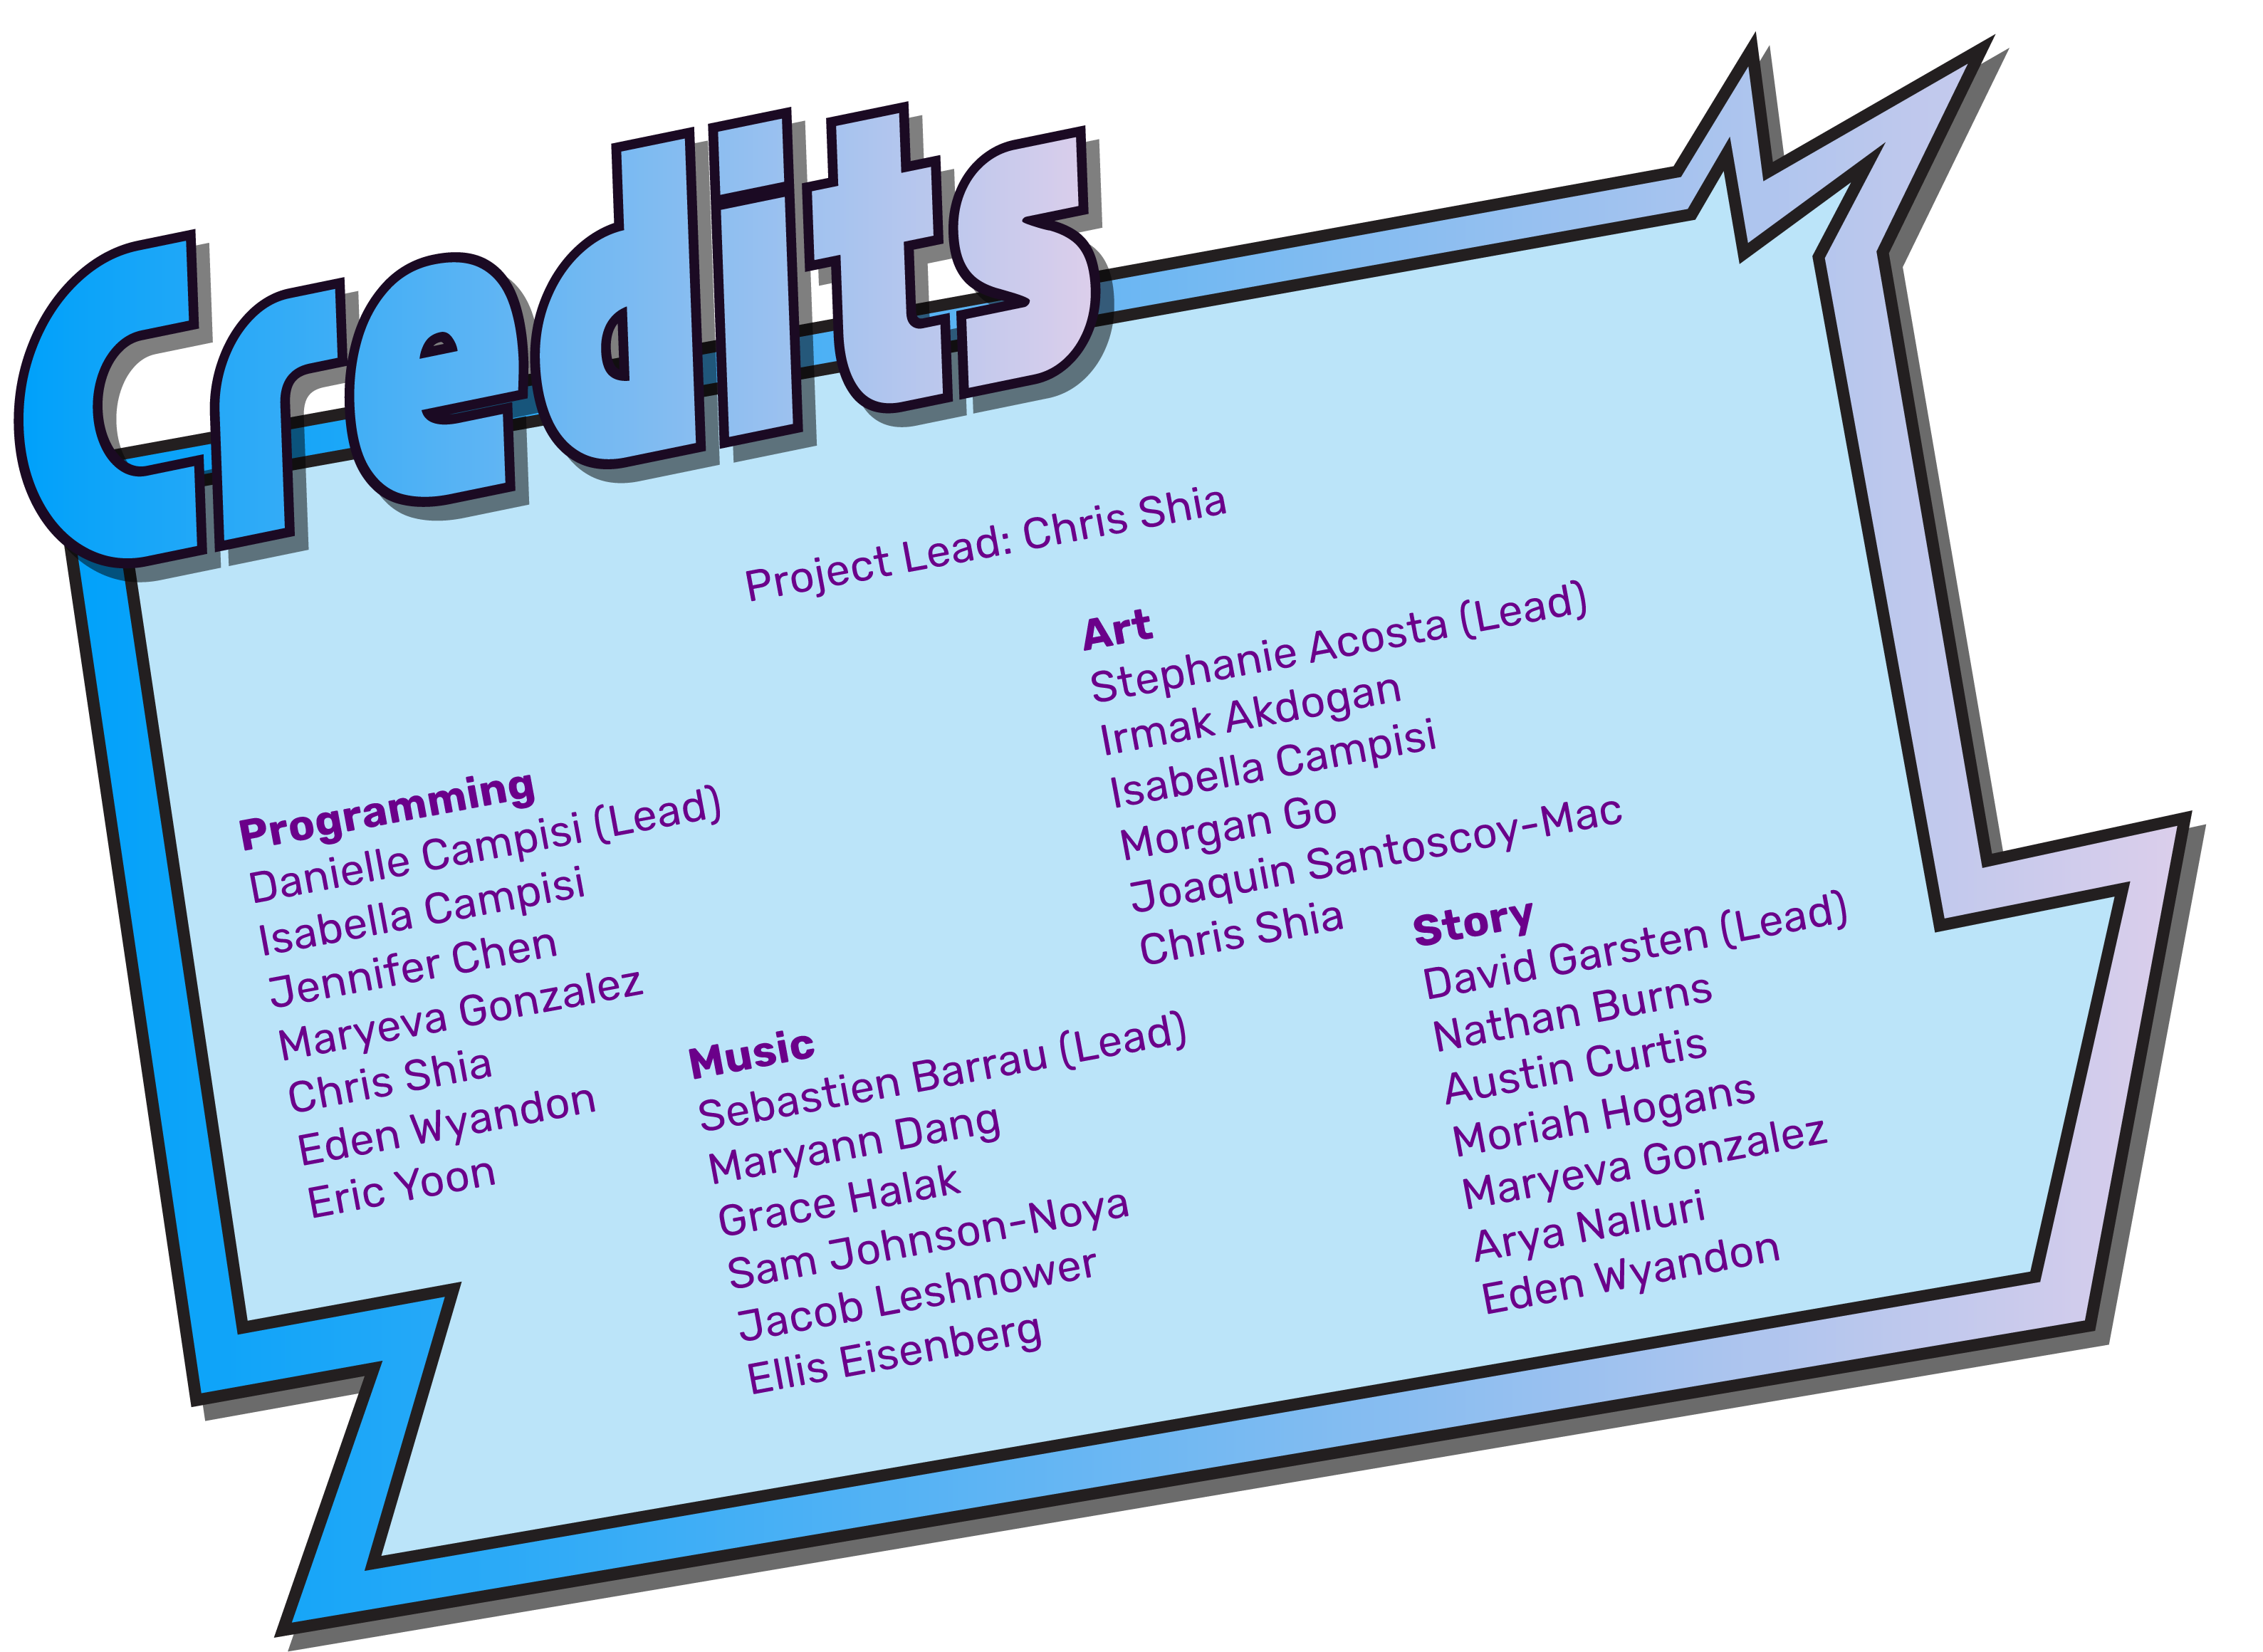 Credits
Project Lead: Chris Shia
Programming
Danielle Campisi (Lead)
Isabella Campisi
Jennifer Chen
Maryeva Gonzalez
Chris Shia
Eden Wyandon
Eric Yoon
Music
Sebastien Barrau (Lead)
Maryann Dang
Grace Halak
Sam Johnson-Noya
Jacob Leshnower
Ellis Eisenberg
Art
Stephanie Acosta (Lead)
Irmak Akdogan
Isabella Campisi
Morgan Go
Joaquin Santoscoy-Mac
Chris Shia
Story
David Garsten (Lead)
Nathan Burns
Austin Curtis
Moriah Hogans
Maryeva Gonzalez
Arya Nalluri
Eden Wyandon